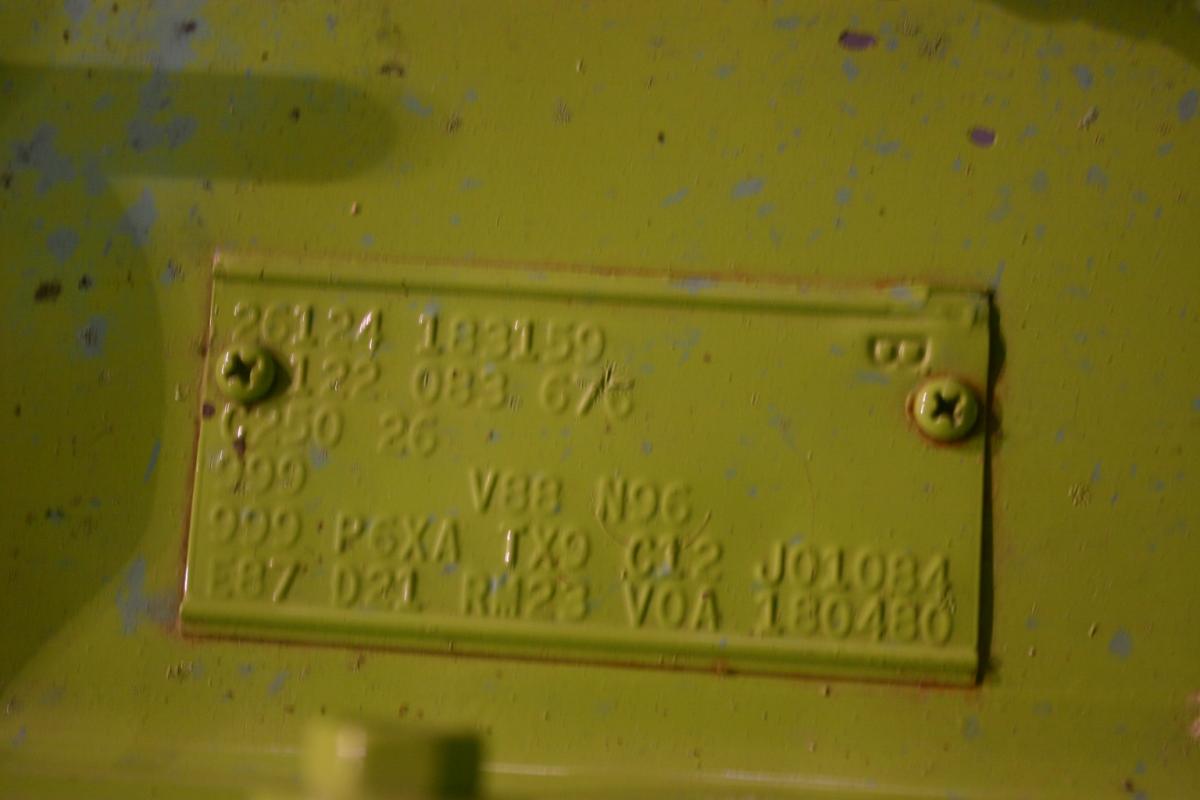 26124 183159 B
122 083 676
C250 26
999
V88 N96
999 P6XA TX9 C12 J01084
E87 D21 RM23 V0A 180480